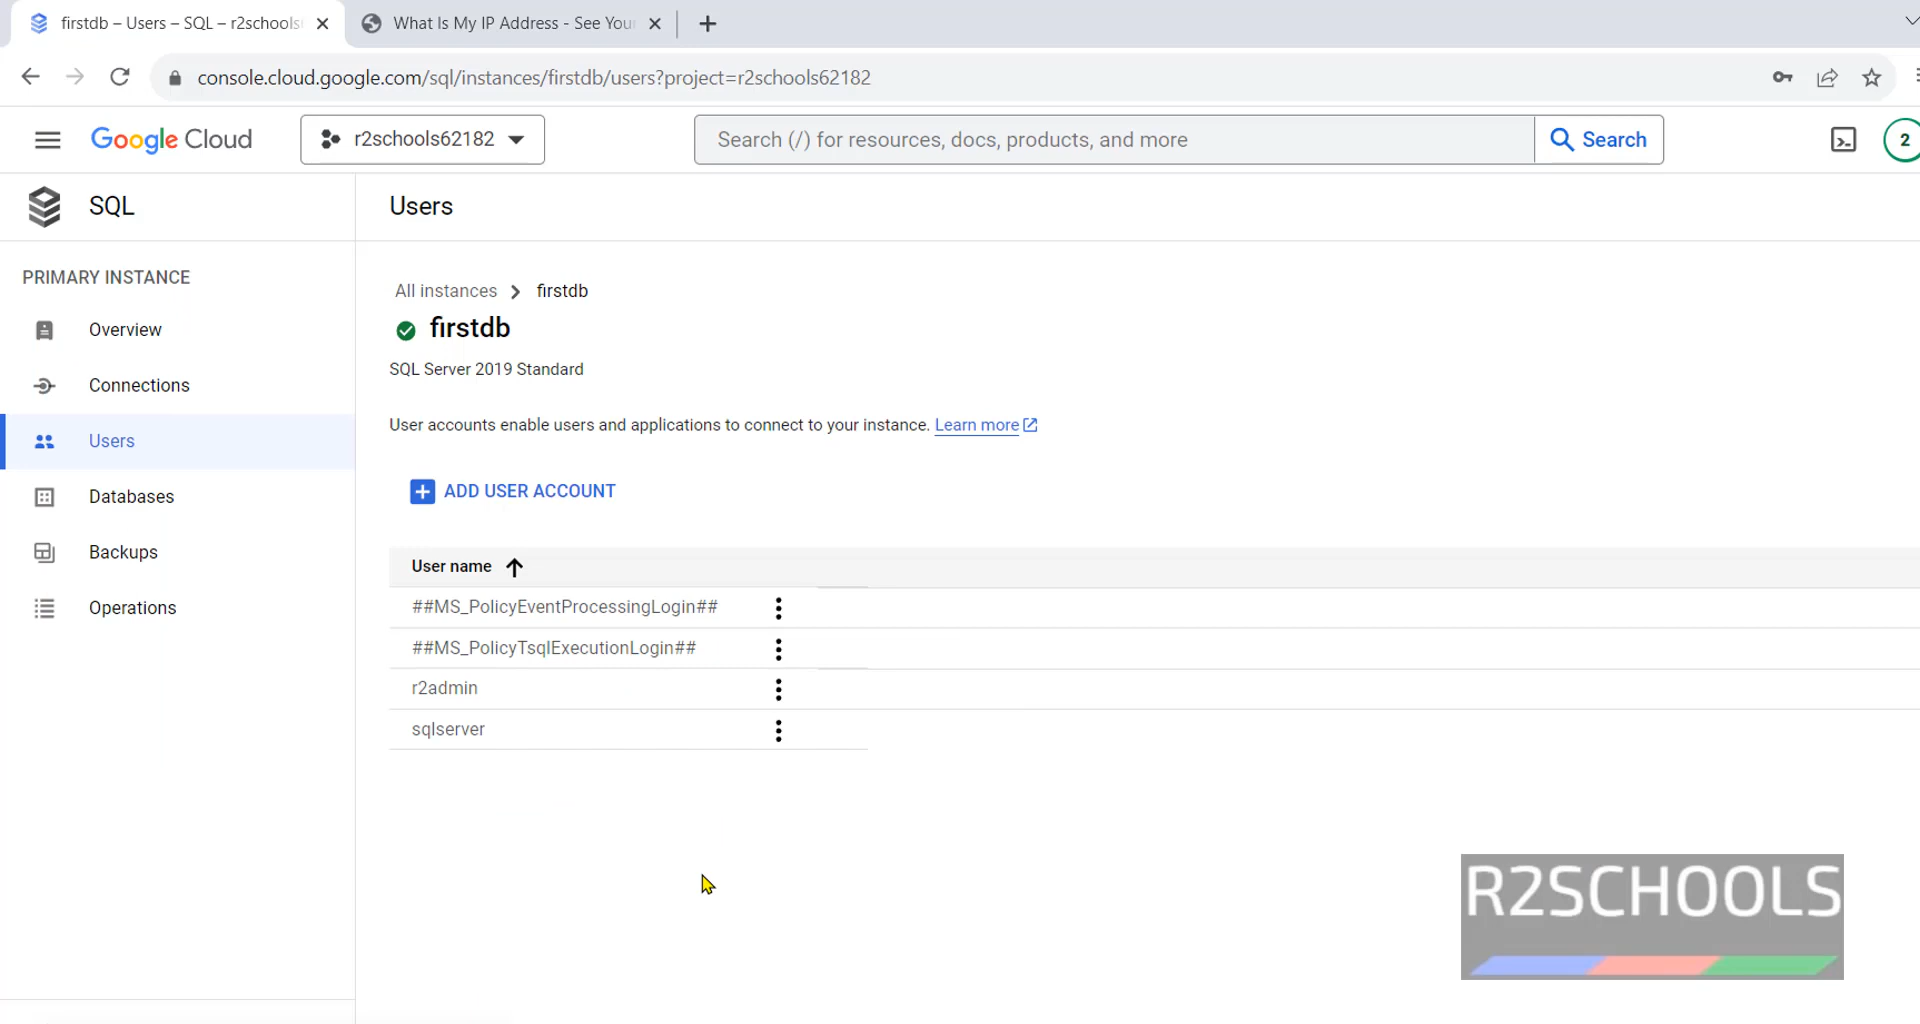 firstdb – Users – SQL – r2schools
What Is My IP Address - See You
console.cloud.google.com/sql/instances/firstdb/users?project=r2schools62182
Google Cloud
r2schools62182
Search (/) for resources, docs, products, and more
Search
2
SQL
Users
PRIMARY INSTANCE
Overview
Connections
Users
Databases
Backups
Operations
All instances
firstdb
firstdb
SQL Server 2019 Standard
User accounts enable users and applications to connect to your instance. Learn more
ADD USER ACCOUNT
User name
##MS_PolicyEventProcessingLogin##
##MS_PolicyTsqlExecutionLogin##
r2admin
sqlserver
R2SCHOOLS